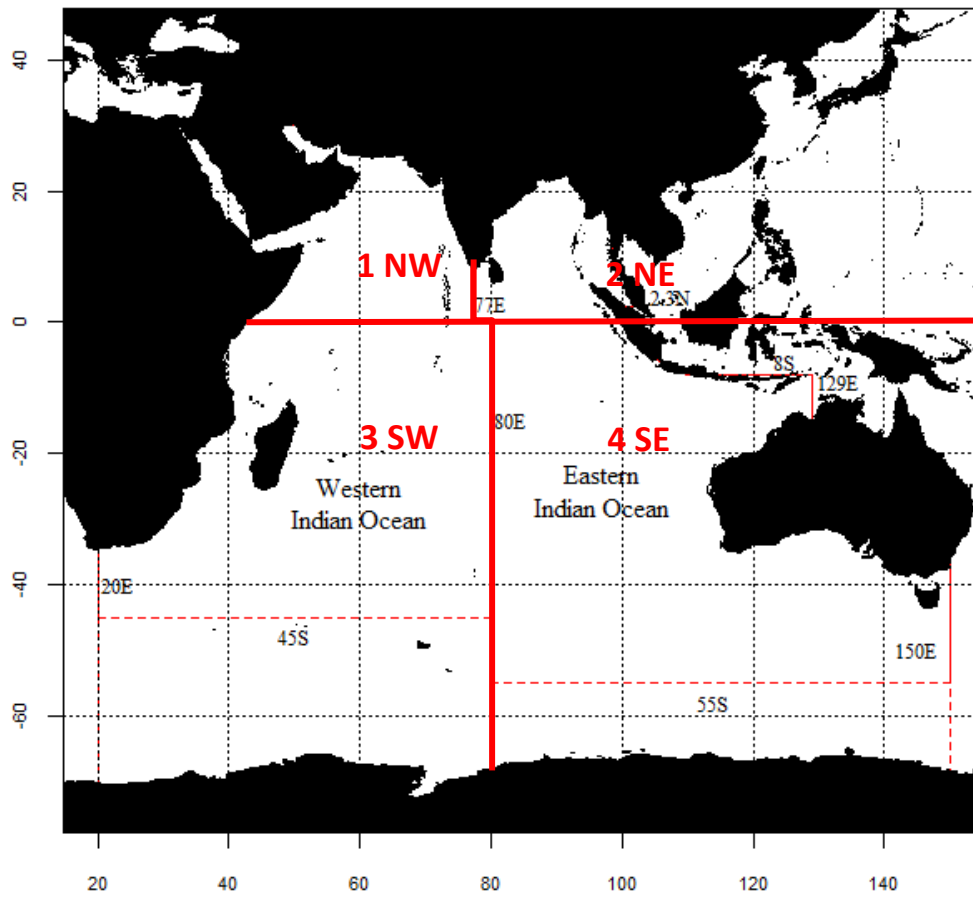 40
20
0
-20
-40
-60
1 NW
2 NE
77E
2.3N
8S
129E
3 SW
80E
4 SE
Western
Indian Ocean
Eastern
Indian Ocean
20E
45S
150E
55S
20
40
60
80
100
120
140